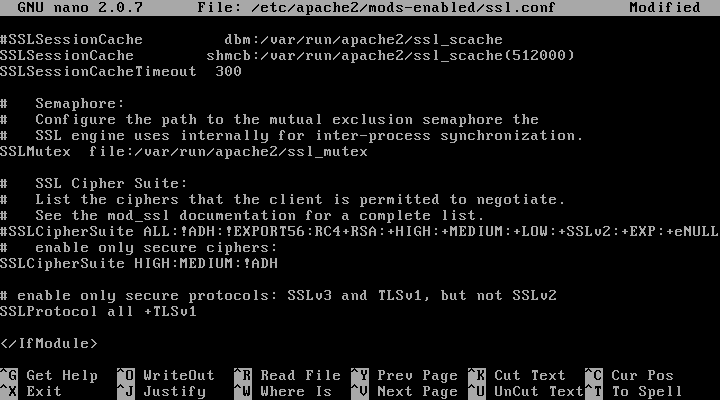 GNU nano 2.0.7 File: /etc/apache2/mods-enabled/ssl.conf Modified
#SSLSessionCache dbm:/var/run/apache2/ssl_scache
SSLSessionCache shmcb:/var/run/apache2/ssl_scache(512000)
SSLSessionCacheTimeout 300
# Semaphore:
# Configure the path to the mutual exclusion semaphore the
# SSL engine uses internally for inter-process synchronization.
SSLMutex file:/var/run/apache2/ssl_mutex
# SSL Cipher Suite:
# List the ciphers that the client is permitted to negotiate.
# See the mod_ssl documentation for a complete list.
#SSLCipherSuite ALL:!ADH:!EXPORT56:RC4+RSA:+HIGH:+MEDIUM:+LOW:+SSLv2:+EXP:+eNULL
# enable only secure ciphers:
SSLCipherSuite HIGH:MEDIUM:!ADH
# enable only secure protocols: SSLv3 and TLSv1, but not SSLv2
SSLProtocol all +TLSv1
</IfModule>
^G Get Help ^O WriteOut ^R Read File ^Y Prev Page ^K Cut Text ^C Cur Pos
^X Exit ^J Justify ^W Where Is ^V Next Page ^U UnCut Text ^T To Spell